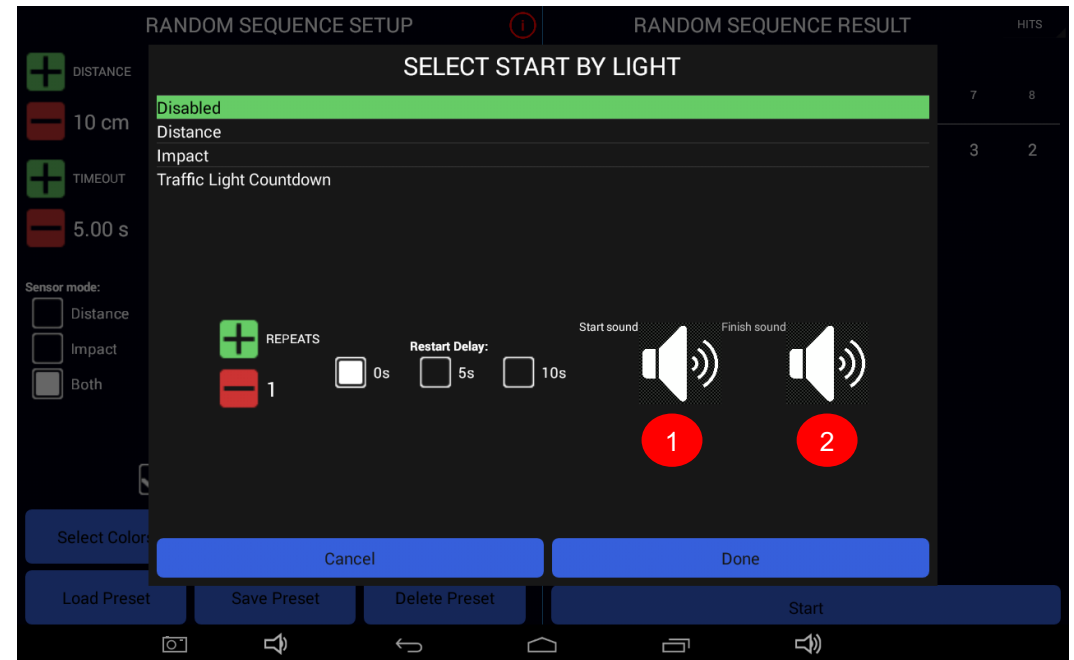 RANDOM SEQUENCE SETUP
RANDOM SEQUENCE RESULT
HITS
SELECT START BY LIGHT
DISTANCE
10 cm
TIMEOUT
5.00 s
7 8
3 2
Disabled
Distance
Impact
Traffic Light Countdown
Sensor mode:
Distance
Impact
Both
REPEATS
1
Restart Delay:
0s 5s 10s
Start sound
Finish sound
1 2
Select Color
Cancel
Done
Load Preset
Save Preset
Delete Preset
Start